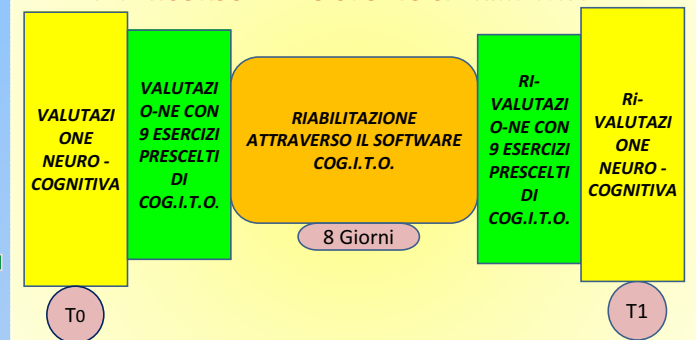 VALUTAZI
ONE
NEURO -
COGNITIVA
VALUTAZI
O-NE CON
9 ESERCIZI
PRESCELTI
DI
COG.I.T.O.
RIABILITAZIONE
ATTRAVERSO IL SOFTWARE
COG.I.T.O.
8 Giorni
RI-
VALUTAZI
O-NE CON
9 ESERCIZI
PRESCELTI
DI
COG.I.T.O.
Ri-
VALUTAZI
ONE
NEURO -
COGNITIVA
T0
T1